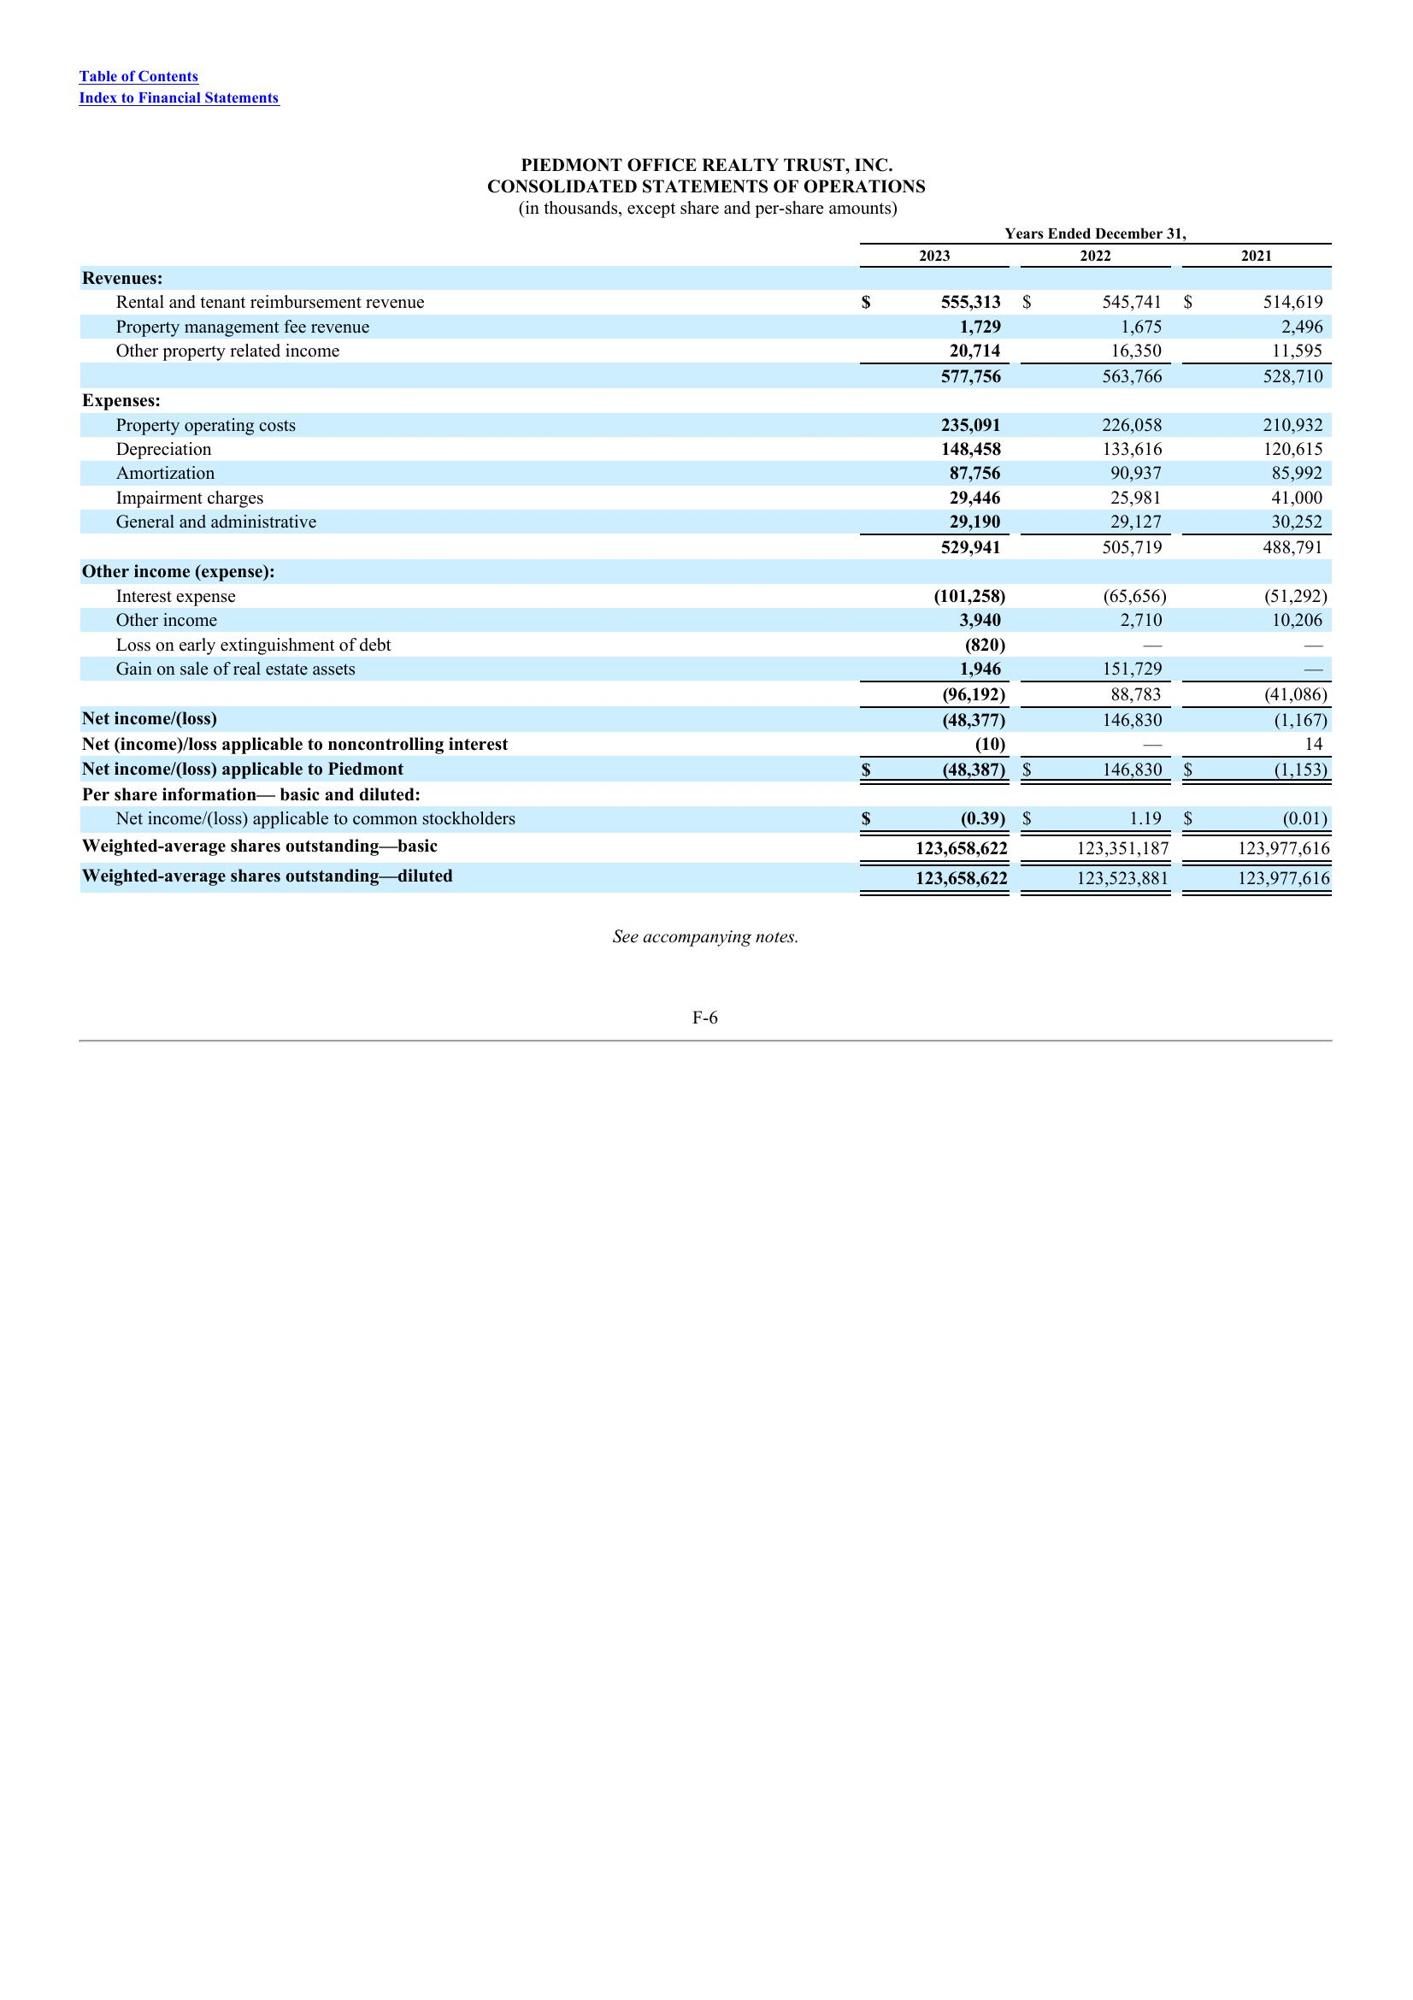 Table of Contents
Index to Financial Statements
PIEDMONT OFFICE REALTY TRUST, INC.
CONSOLIDATED STATEMENTS OF OPERATIONS
(in thousands, except share and per-share amounts)
Years Ended December 31,
2023 2022 2021
Revenues:
Rental and tenant reimbursement revenue $ 555,313 $ 545,741 $ 514,619
Property management fee revenue 1,729 1,675 2,496
Other property related income 20,714 16,350 11,595
577,756 563,766 528,710
Expenses:
Property operating costs 235,091 226,058 210,932
Depreciation 148,458 133,616 120,615
Amortization 87,756 90,937 85,992
Impairment charges 29,446 25,981 41,000
General and administrative 29,190 29,127 30,252
529,941 505,719 488,791
Other income (expense):
Interest expense (101,258) (65,656) (51,292)
Other income 3,940 2,710 10,206
Loss on early extinguishment of debt (820) — —
Gain on sale of real estate assets 1,946 151,729 —
(96,192) 88,783 (41,086)
Net income/(loss) (48,377) 146,830 (1,167)
Net (income)/loss applicable to noncontrolling interest (10) — 14
Net income/(loss) applicable to Piedmont $ (48,387) $ 146,830 $ (1,153)
Per share information— basic and diluted:
Net income/(loss) applicable to common stockholders $ (0.39) $ 1.19 $ (0.01)
Weighted-average shares outstanding—basic 123,658,622 123,351,187 123,977,616
Weighted-average shares outstanding—diluted 123,658,622 123,523,881 123,977,616
See accompanying notes.
F-6